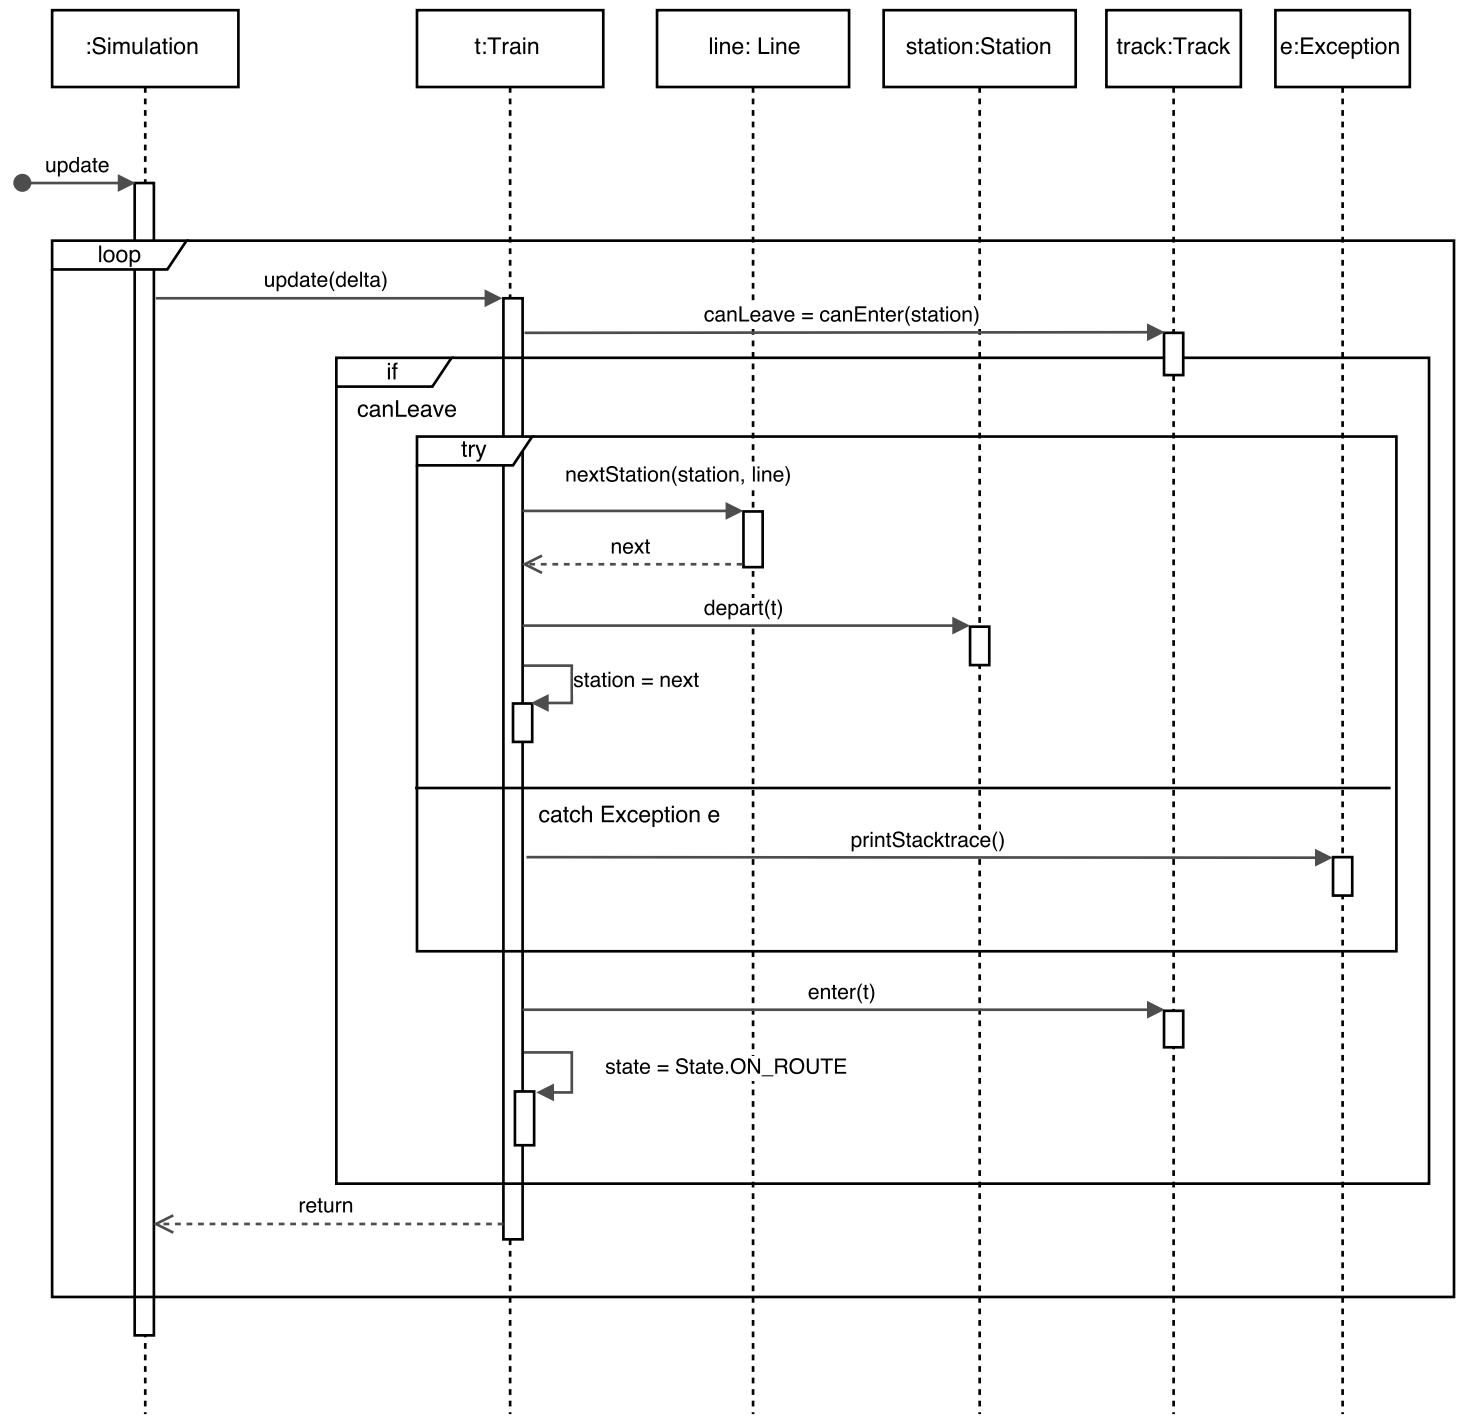 :Simulation
t:Train
line: Line
station:Station
track:Track
e:Exception
update
loop
update(delta)
canLeave = canEnter(station)
if
canLeave
try
nextStation(station, line)
next
depart(t)
station = next
catch Exception e
printStacktrace()
enter(t)
state = State.ON_ROUTE
return